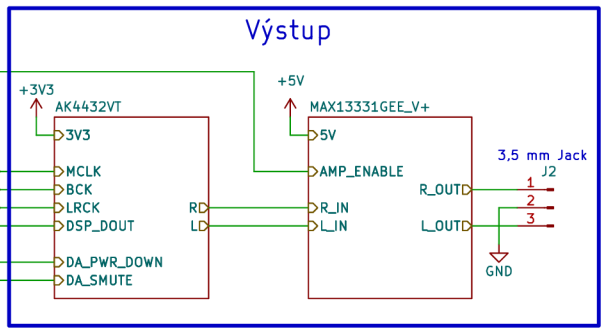 Výstup
+3V3
AK4432VT
3V3
MCLK
BCK
LRCK
DSP_DOUT
DA_PWR_DOWN
DA_SMUTE
R
L
+5V
MAX13331GEE_V+
5V
AMP_ENABLE
R_IN
L_IN
R_OUT
L_OUT
3,5 mm Jack
J2
1
2
3
GND